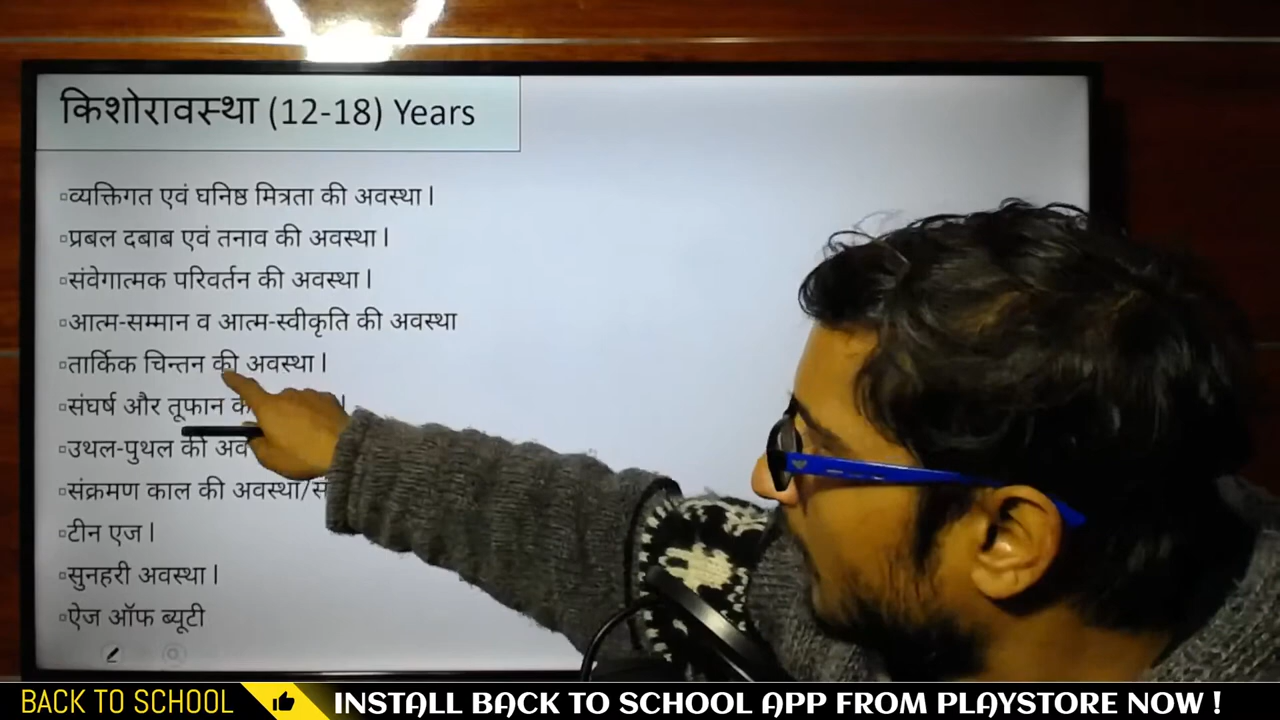 किशोरावस्था (12-18) Years
▫व्यक्तिगत एवं घनिष्ठ मित्रता की अवस्था |
▫प्रबल दबाब एवं तनाव की अवस्था |
▫संवेगात्मक परिवर्तन की अवस्था |
▫आत्म-सम्मान व आत्म-स्वीकृति की अवस्था
▫तार्किक चिन्तन की अवस्था |
▫संघर्ष और तूफान
▫उथल-पुथल की
▫संक्रमण काल की अवस्था/
▫टीन एज |
▫सुनहरी अवस्था |
▫ऐज ऑफ ब्यूटी
BACK TO SCHOOL INSTALL BACK TO SCHOOL APP FROM PLAYSTORE NOW !